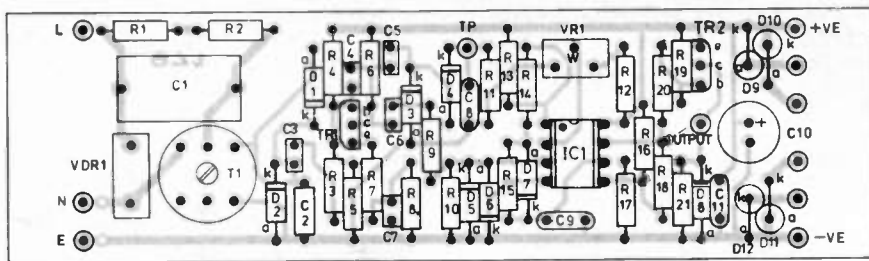 L
R1
R2
C1
VDR1
T1
N
E
C3
k
D2
a
C2
a
D1
k
R4
C4
R6
C5
TR1
b
c
e
k
D3
a
C6
R9
R3
R5
R7
C7
R8
TP
k
D4
a
C8
R11
R13
R14
VR1
W
IC1
R10
D5
a
k
D6
a
k
R15
a
D7
k
C9
R12
R20
R19
TR2
e
c
b
R16
OUTPUT
R17
R18
R21
k
D8
a
C11
k
D10
k
a
D9
+VE
+
C10
k
k
a
a
D12
D11
-VE